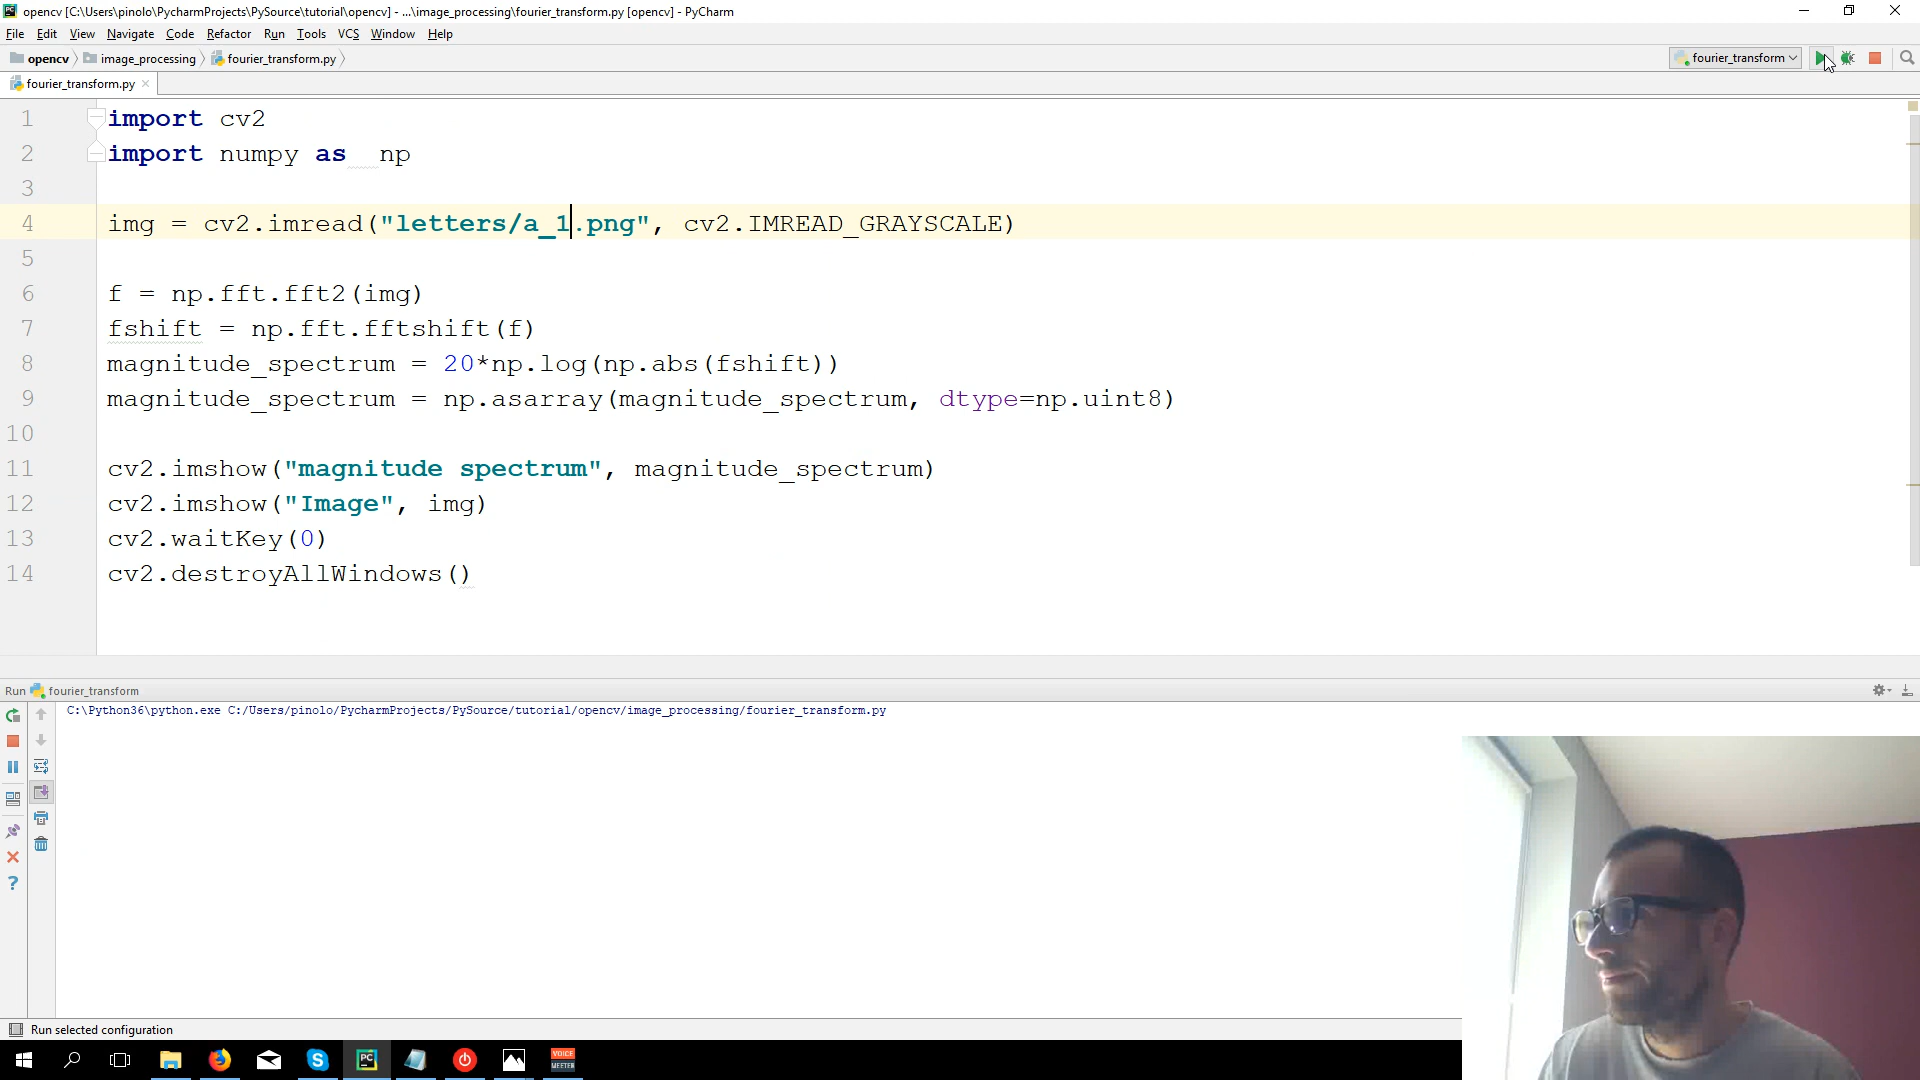 opencv [C:\Users\pinolo\PycharmProjects\PySource\tutorial\opencv] - ...\image_processing\fourier_transform.py [opencv] - PyCharm
File Edit View Navigate Code Refactor Run Tools VCS Window Help
opencv image_processing fourier_transform.py fourier_transform
fourier_transform.py
1 import cv2
2 import numpy as  np
3
4 img = cv2.imread("letters/a_1.png", cv2.IMREAD_GRAYSCALE)
5
6 f = np.fft.fft2(img)
7 fshift = np.fft.fftshift(f)
8 magnitude_spectrum = 20*np.log(np.abs(fshift))
9 magnitude_spectrum = np.asarray(magnitude_spectrum, dtype=np.uint8)
10
11 cv2.imshow("magnitude spectrum", magnitude_spectrum)
12 cv2.imshow("Image", img)
13 cv2.waitKey(0)
14 cv2.destroyAllWindows()
Run fourier_transform
C:\Python36\python.exe C:/Users/pinolo/PycharmProjects/PySource/tutorial/opencv/image_processing/fourier_transform.py
Run selected configuration
PC
VOICE
MEETER